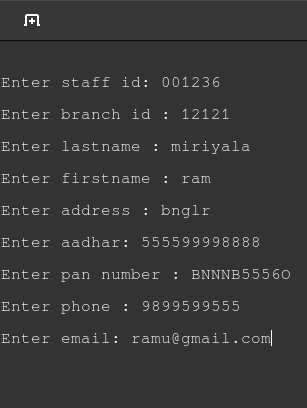 Enter staff id: 001236
Enter branch id : 12121
Enter lastname : miriyala
Enter firstname : ram
Enter address : bnglr
Enter aadhar: 555599998888
Enter pan number : BNNNB5556O
Enter phone : 9899599555
Enter email: ramu@gmail.com